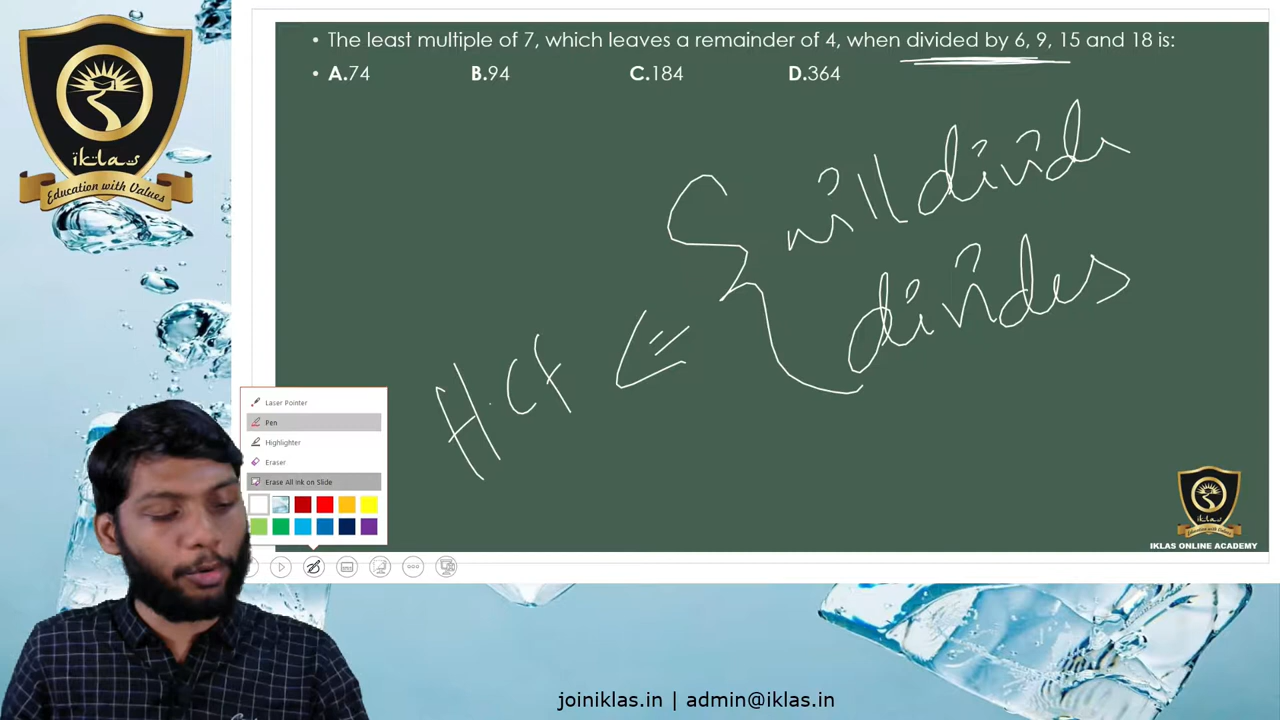 • The least multiple of 7, which leaves a remainder of 4, when divided by 6, 9, 15 and 18 is:
• A.74 B.94 C.184 D.364
will divide
divides
H.CF <=
iklas
Education with Values
Laser Pointer
Pen
Highlighter
Eraser
Erase All Ink on Slide
iklas
IKLAS ONLINE ACADEMY
joiniklas.in | admin@iklas.in